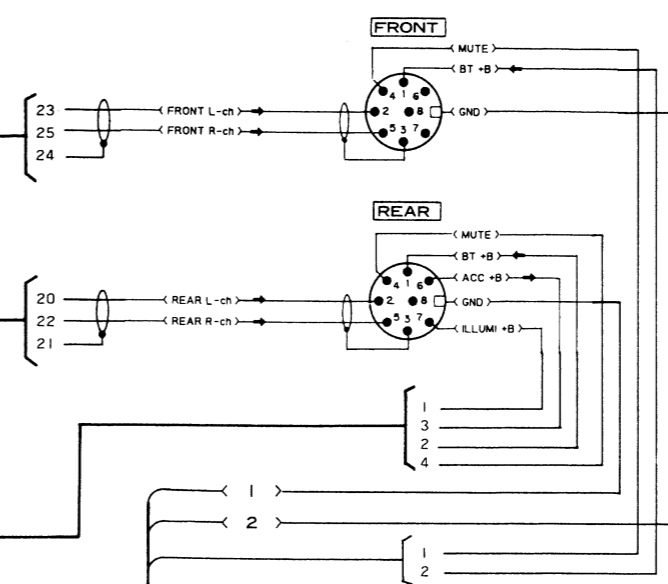 FRONT
MUTE
BT +B
4 1 6
23 FRONT L-ch 2 8 GND
25 FRONT R-ch 5 3 7
24
REAR
MUTE
BT +B
4 1 6 ACC +B
20 REAR L-ch 2 8 GND
22 REAR R-ch 5 3 7 ILLUMI +B
21
1
3
2
4
1
2
1
2